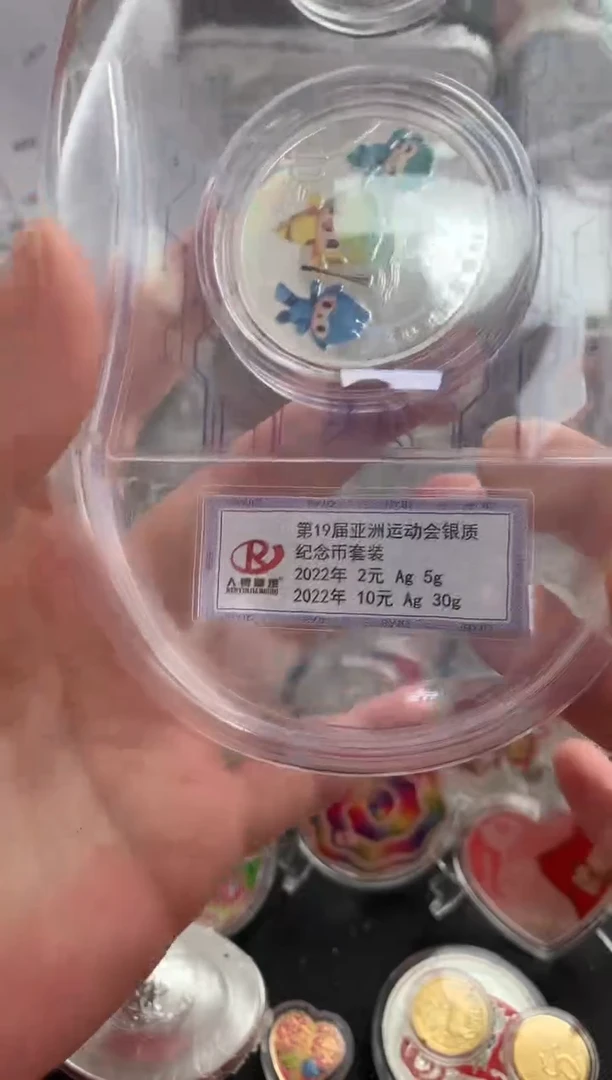 第19届亚洲运动会银质
纪念币套装
2022年 2元 Ag 5g
2022年 10元 Ag 30g